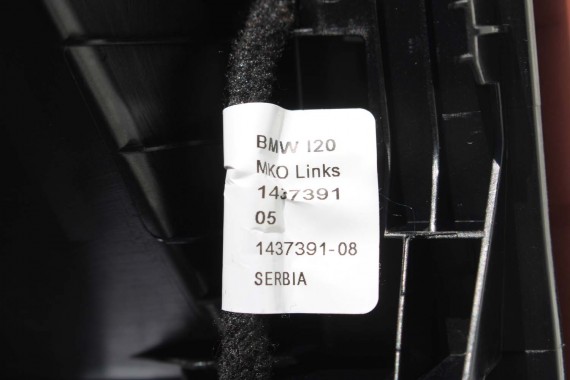 BMW I20
MKO Links
1437391
05
1437391-08
SERBIA